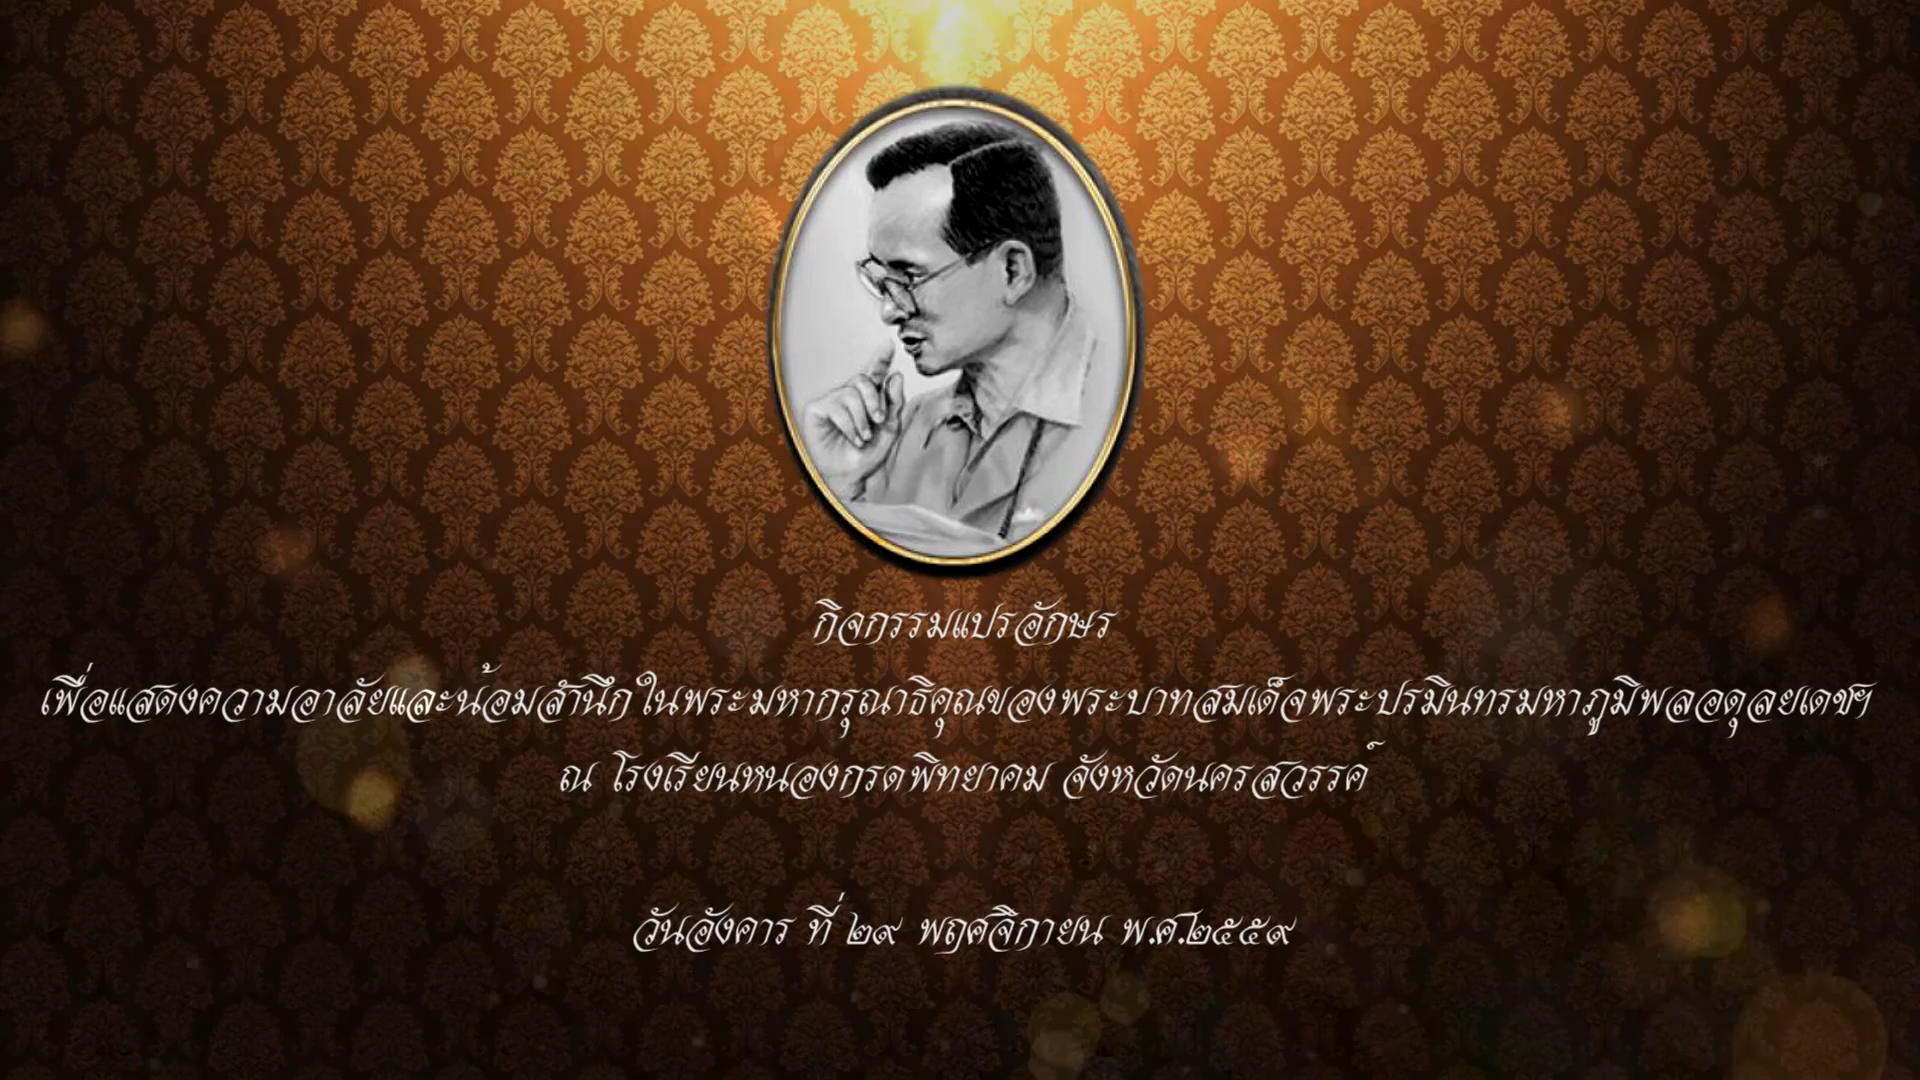 กิจกรรมแปรอักษร
เพื่อแสดงความอาลัยและน้อมสำนึกในพระมหากรุณาธิคุณของพระบาทสมเด็จพระปรมินทรมหาภูมิพลอดุลยเดชฯ
ณ โรงเรียนหนองกรดพิทยาคม จังหวัดนครสวรรค์
วันอังคาร ที่ ๒๙ พฤศจิกายน พ.ศ.๒๕๕๙